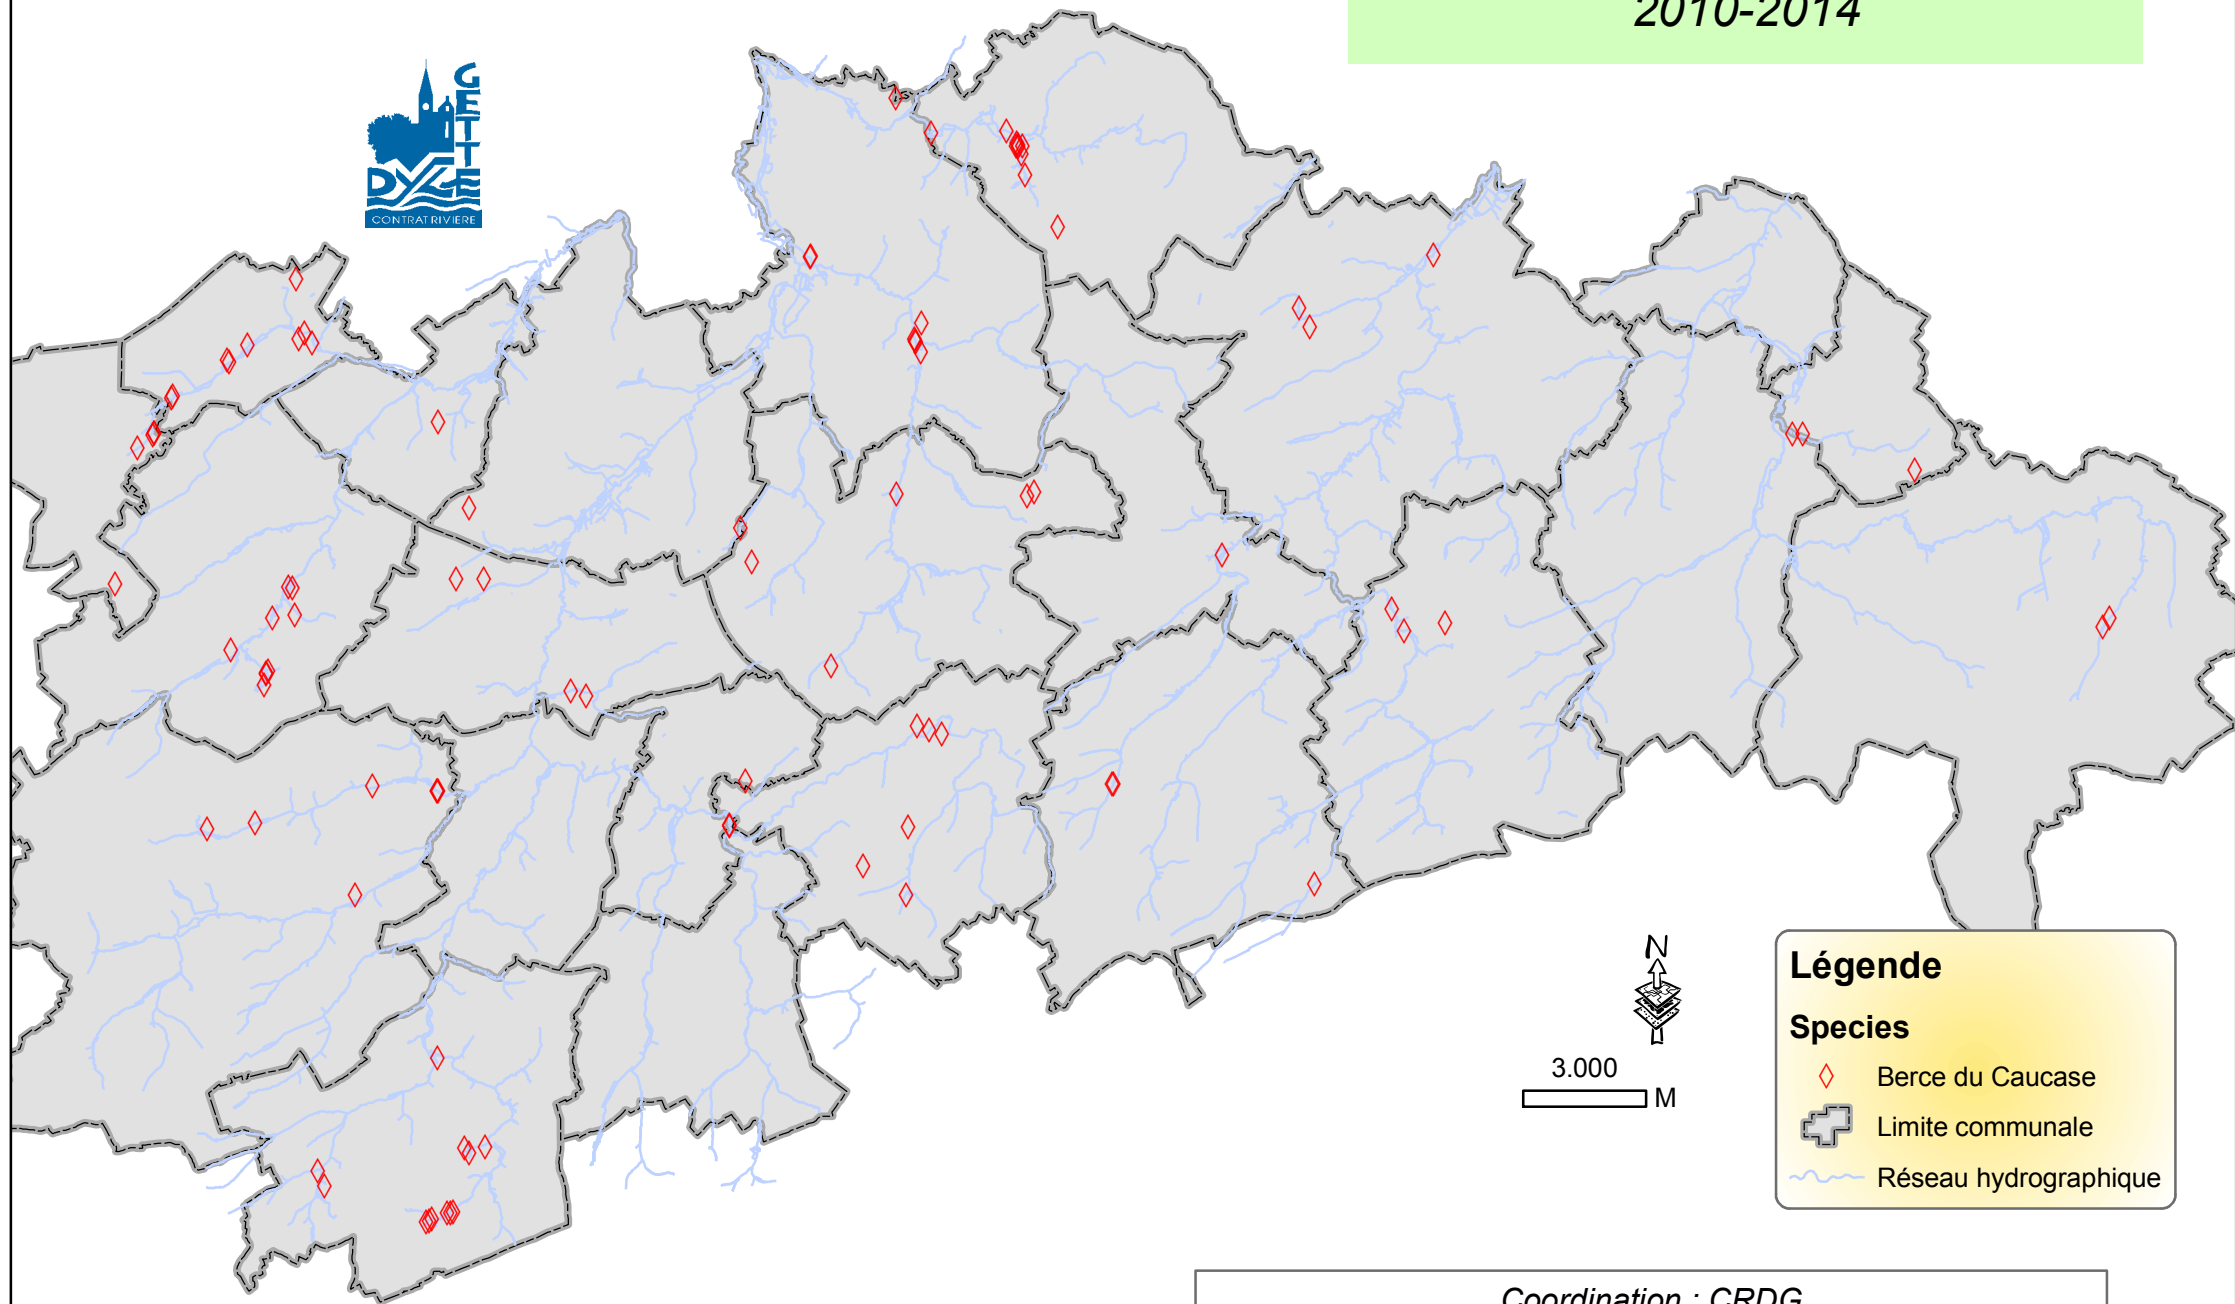 2010-2014
GETTE
DYLE
CONTRAT RIVIERE
N
3.000
M
Légende
Species
Berce du Caucase
Limite communale
Réseau hydrographique
Coordination : CRDG